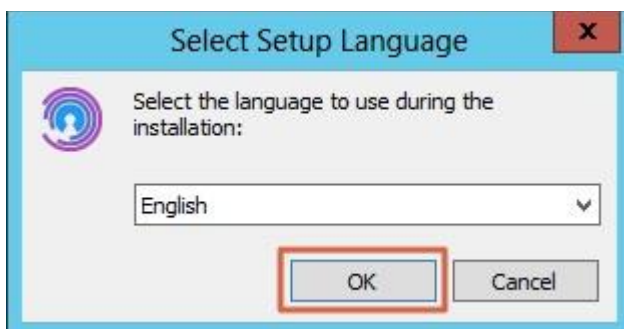 Select Setup Language
x
Select the language to use during the
installation:
English
OK
Cancel